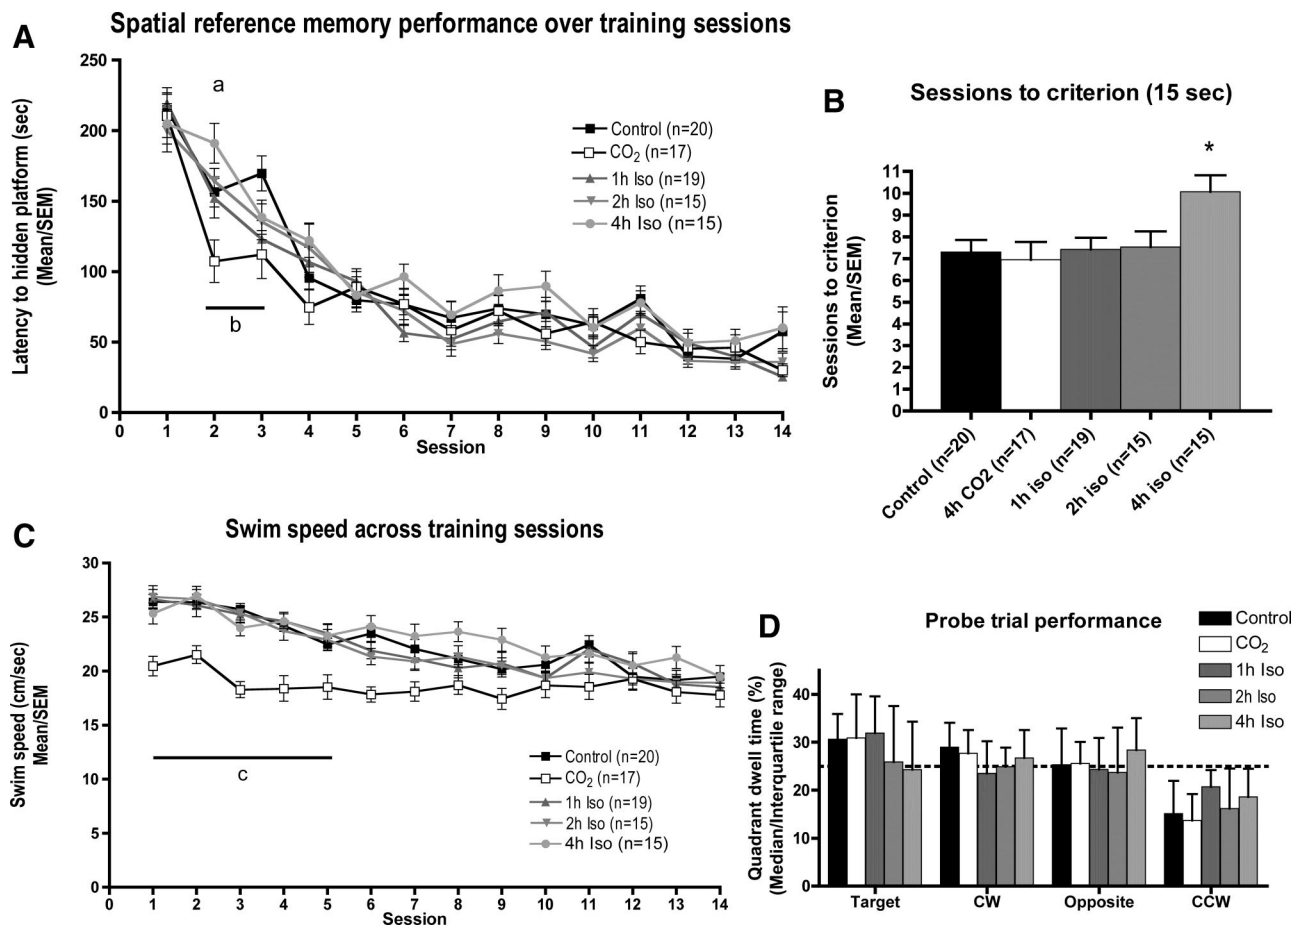 A
Spatial reference memory performance over training sessions
Latency to hidden platform (sec)
(Mean/SEM)
250
200
150
100
50
0
a
b
Control (n=20)
CO2 (n=17)
1h Iso (n=19)
2h Iso (n=15)
4h Iso (n=15)
0 1 2 3 4 5 6 7 8 9 10 11 12 13 14
Session
B
Sessions to criterion (15 sec)
*
Sessions to criterion
(Mean/SEM)
11
10
9
8
7
6
5
4
3
2
1
0
Control (n=20)
4h CO2 (n=17)
1h iso (n=19)
2h iso (n=15)
4h iso (n=15)
C
Swim speed across training sessions
Swim speed (cm/sec)
Mean/SEM
30
25
20
15
10
5
0
c
Control (n=20)
CO2 (n=17)
1h Iso (n=19)
2h Iso (n=15)
4h Iso (n=15)
1 2 3 4 5 6 7 8 9 10 11 12 13 14
Session
D
Probe trial performance
Control
CO2
1h Iso
2h Iso
4h Iso
Quadrant dwell time (%)
(Median/Interquartile range)
40
30
20
10
0
Target CW Opposite CCW